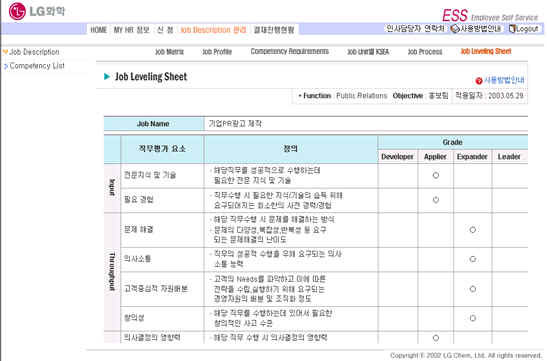 LG화학
ESS Employee Self Service
HOME | MY HR 정보 | 신 청 | Job Description 관리 | 결재진행현황
인사담당자 연락처 | 사용방법안내 | Logout
Job Description
Competency List
Job Matrix
Job Profile
Competency Requirements
Job Unit별 KSEA
Job Process
Job Leveling Sheet
Job Leveling Sheet
사용방법안내
• Function : Public Relations Objective : 홍보팀 | 적용일자 : 2003.05.29
Job Name 기업PR광고 제작
직무평가 요소 정의 Grade
Developer Applier Expander Leader
Input
전문지식 및 기술
- 해당직무를 성공적으로 수행하는데
필요한 전문 지식 및 기술
○
필요 경험
- 직무수행 시 필요한 지식/기술의 습득 위해
요구되어지는 최소한의 사전 경력/경험
○
Throughput
문제 해결
- 해당 직무수행 시 문제를 해결하는 방식
- 문제의 다양성,복잡성,반복성 등 요구
되는 문제해결의 난이도
○
의사소통
- 직무의 성공적 수행을 위해 요구되는 의사
소통 능력
○
고객중심적 자원배분
- 고객의 Needs를 파악하고 이에 따른
전략을 수립,실행하기 위해 요구되는
경영자원의 배분 및 조직화 정도
○
창의성
- 해당 직무를 수행하는데 있어서 필요한
창의적인 사고 수준
○
의사결정의 영향력
- 해당 직무 수행 시 의사결정의 영향력
○
Copyright © 2002 LG Chem, Ltd. All rights reserved.